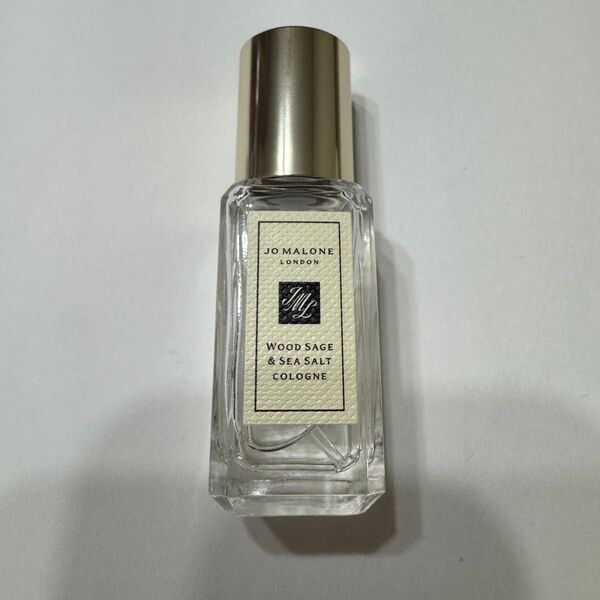 JO MALONE
LONDON
JML
WOOD SAGE
& SEA SALT
COLOGNE